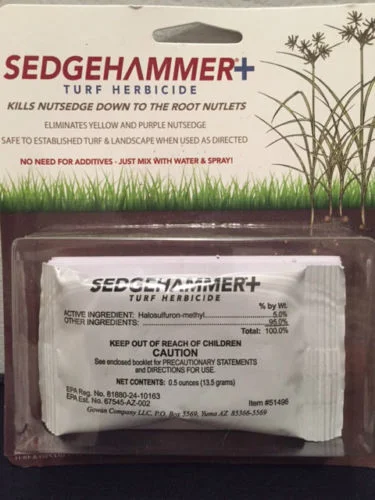 SEDGEHAMMER+
TURF HERBICIDE
KILLS NUTSEDGE DOWN TO THE ROOT NUTLETS
ELIMINATES YELLOW AND PURPLE NUTSEDGE
SAFE TO ESTABLISHED TURF & LANDSCAPE WHEN USED AS DIRECTED
NO NEED FOR ADDITIVES - JUST MIX WITH WATER & SPRAY!
SEDGEHAMMER+
TURF HERBICIDE
% by Wt.
ACTIVE INGREDIENT: Halosulfuron-methyl.....................5.0%
OTHER INGREDIENTS:.....................95.0%
Total: 100.0%
KEEP OUT OF REACH OF CHILDREN
CAUTION
See enclosed booklet for PRECAUTIONARY STATEMENTS
and DIRECTIONS FOR USE.
NET CONTENTS: 0.5 ounces (13.5 grams)
EPA Reg. No. 81880-24-10163
EPA Est. No. 67545-AZ-002
Item #51496
Gowan Company LLC, P.O. Box 5569, Yuma AZ 85366-5569